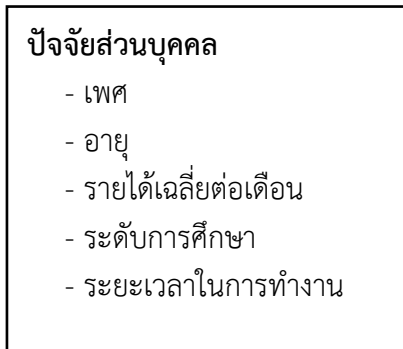 ปัจจัยส่วนบุคคล
- เพศ
- อายุ
- รายได้เฉลี่ยต่อเดือน
- ระดับการศึกษา
- ระยะเวลาในการทำงาน